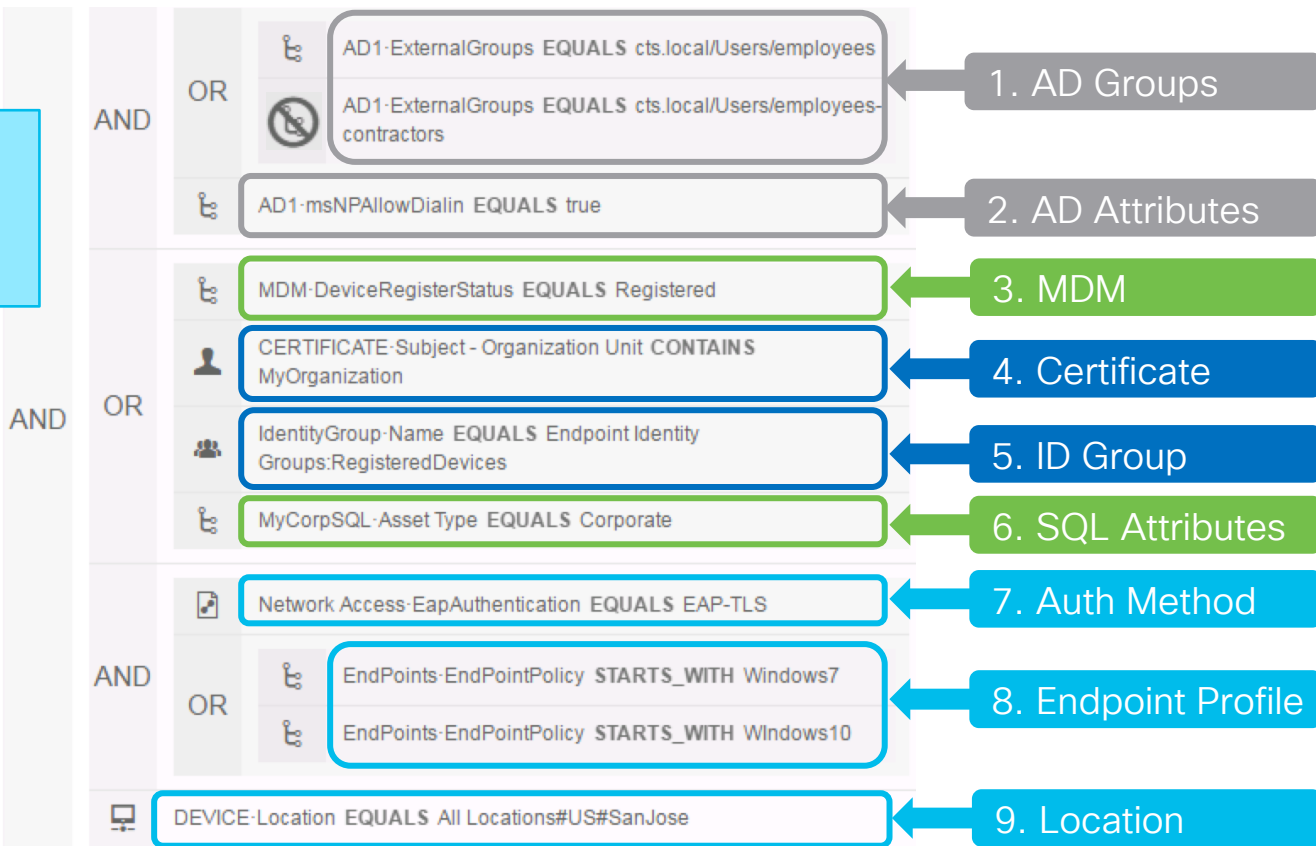 OR
AD1·ExternalGroups EQUALS cts.local/Users/employees
1. AD Groups
AND
AD1·ExternalGroups EQUALS cts.local/Users/employees-
contractors
AD1·msNPAllowDialin EQUALS true
2. AD Attributes
AND
OR
MDM·DeviceRegisterStatus EQUALS Registered
3. MDM
CERTIFICATE·Subject - Organization Unit CONTAINS
MyOrganization
4. Certificate
IdentityGroup·Name EQUALS Endpoint Identity
Groups:RegisteredDevices
5. ID Group
MyCorpSQL·Asset Type EQUALS Corporate
6. SQL Attributes
AND
Network Access·EapAuthentication EQUALS EAP-TLS
7. Auth Method
OR
EndPoints·EndPointPolicy STARTS_WITH Windows7
8. Endpoint Profile
EndPoints·EndPointPolicy STARTS_WITH WIndows10
DEVICE·Location EQUALS All Locations#US#SanJose
9. Location